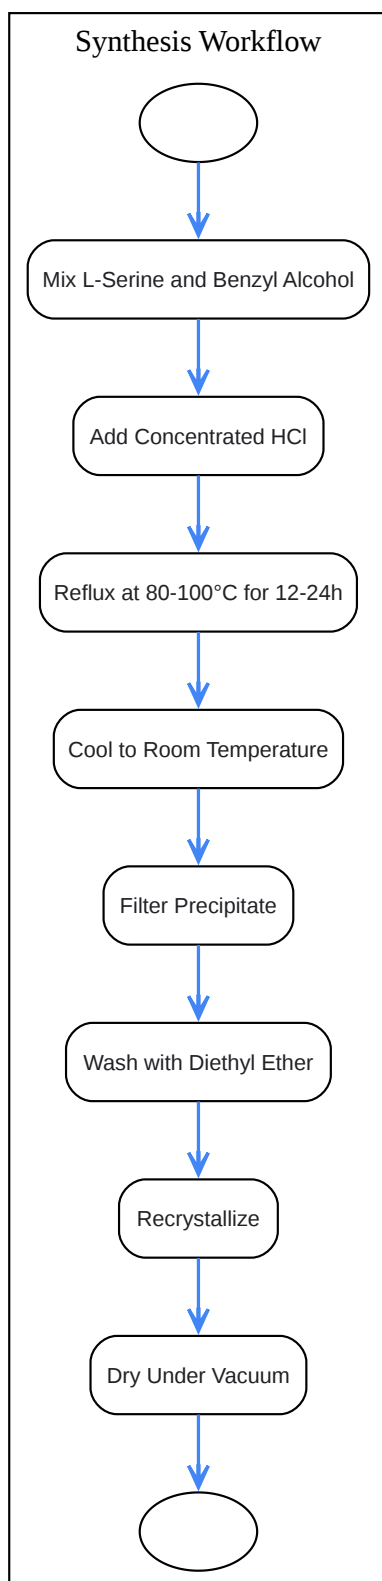 Synthesis Workflow
Mix L-Serine and Benzyl Alcohol
Add Concentrated HCl
Reflux at 80-100°C for 12-24h
Cool to Room Temperature
Filter Precipitate
Wash with Diethyl Ether
Recrystallize
Dry Under Vacuum